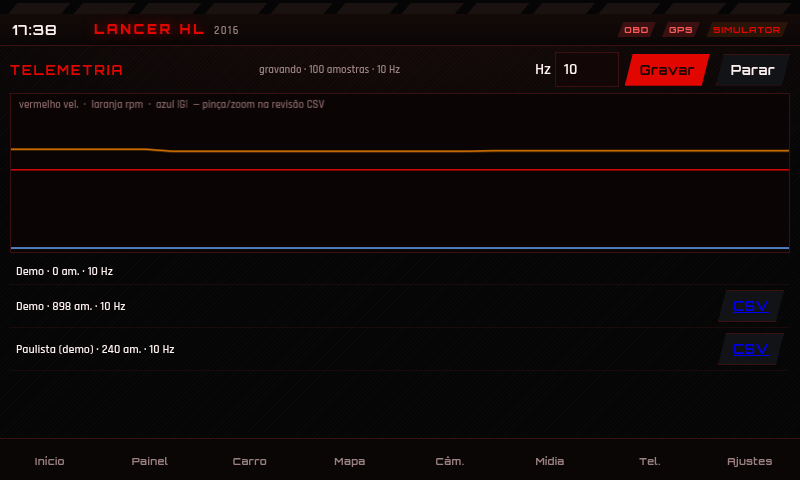 17:38 LANCER HL 2016 OBD GPS SIMULATOR
TELEMETRIA gravando · 100 amostras · 10 Hz Hz 10 Gravar Parar
vermelho vel. · laranja rpm · azul |G| — pinça/zoom na revisão CSV
Demo · 0 am. · 10 Hz
Demo · 898 am. · 10 Hz CSV
Paulista (demo) · 240 am. · 10 Hz CSV
Início Painel Carro Mapa Câm. Mídia Tel. Ajustes